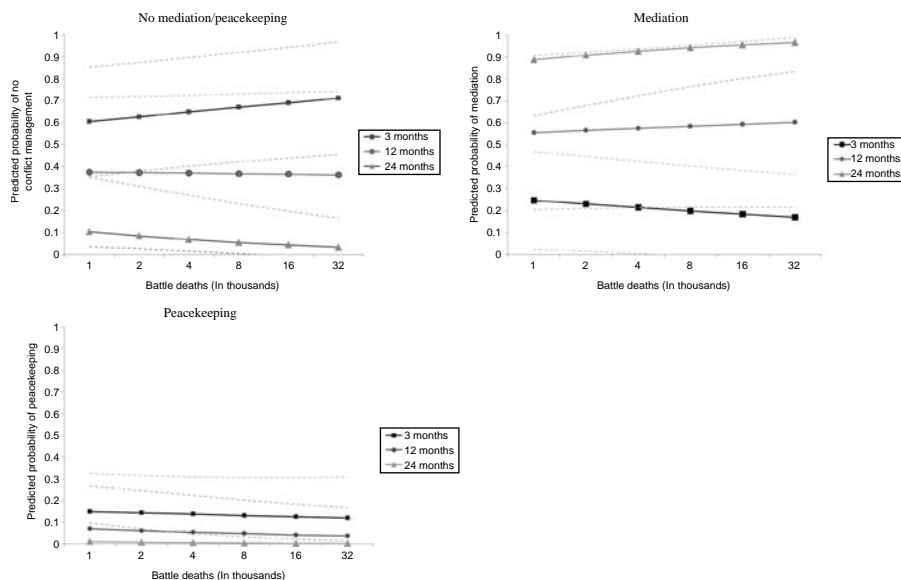 No mediation/peacekeeping
1
0.9
0.8
0.7
0.6
0.5
0.4
0.3
0.2
0.1
0
Predicted probability of no
conflict management
1 2 4 8 16 32
Battle deaths (In thousands)
3 months
12 months
24 months
Mediation
1
0.9
0.8
0.7
0.6
0.5
0.4
0.3
0.2
0.1
0
Predicted probability of mediation
1 2 4 8 16 32
Battle deaths (In thousands)
3 months
12 months
24 months
Peacekeeping
1
0.9
0.8
0.7
0.6
0.5
0.4
0.3
0.2
0.1
0
Predicted probability of peacekeeping
1 2 4 8 16 32
Battle deaths (In thousands)
3 months
12 months
24 months